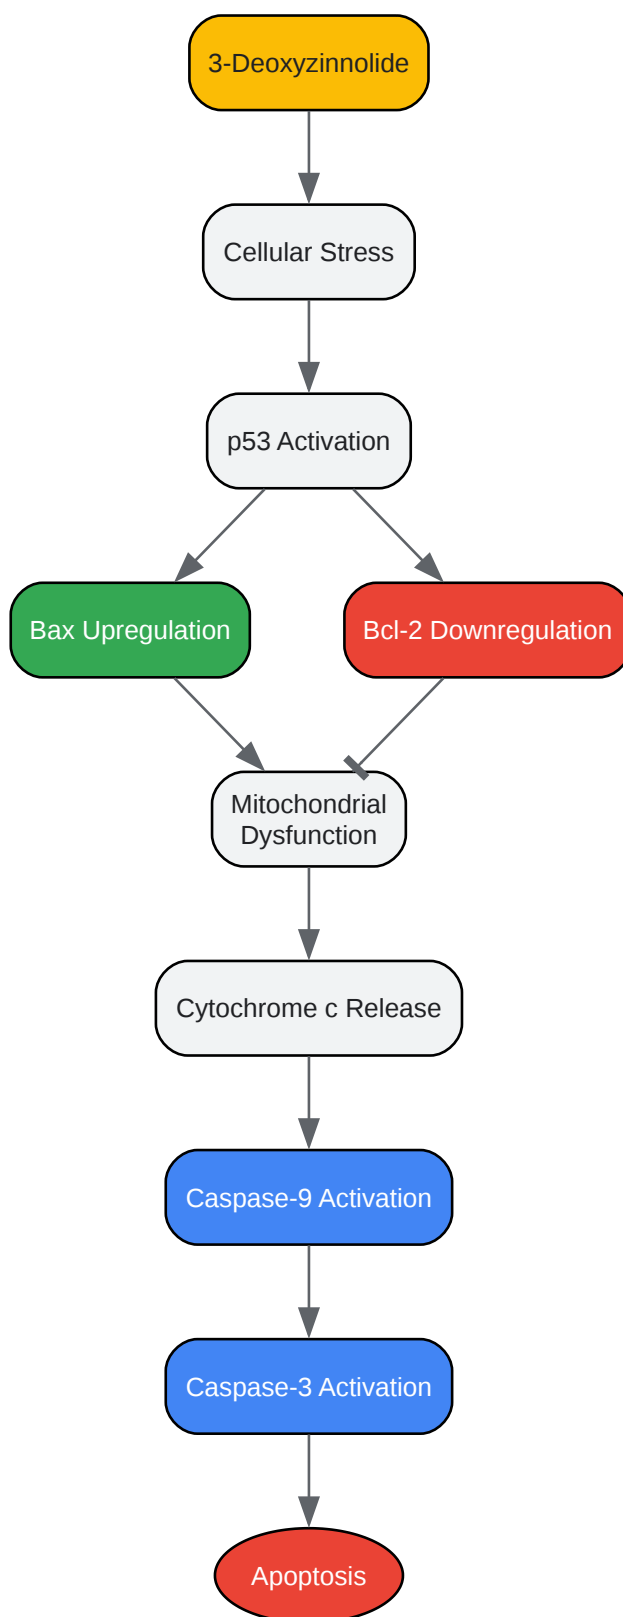 3-Deoxyzinnolide
Cellular Stress
p53 Activation
Bax Upregulation
Bcl-2 Downregulation
Mitochondrial
Dysfunction
Cytochrome c Release
Caspase-9 Activation
Caspase-3 Activation
Apoptosis